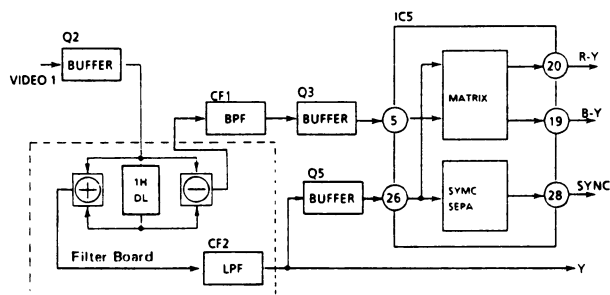 Q2
BUFFER
VIDEO 1
IC5
CF1
BPF
Q3
BUFFER
5
MATRIX
20
R-Y
19
B-Y
1H
DL
+
−
Q5
BUFFER
26
SYMC
SEPA
28
SYNC
Filter Board
CF2
LPF
Y